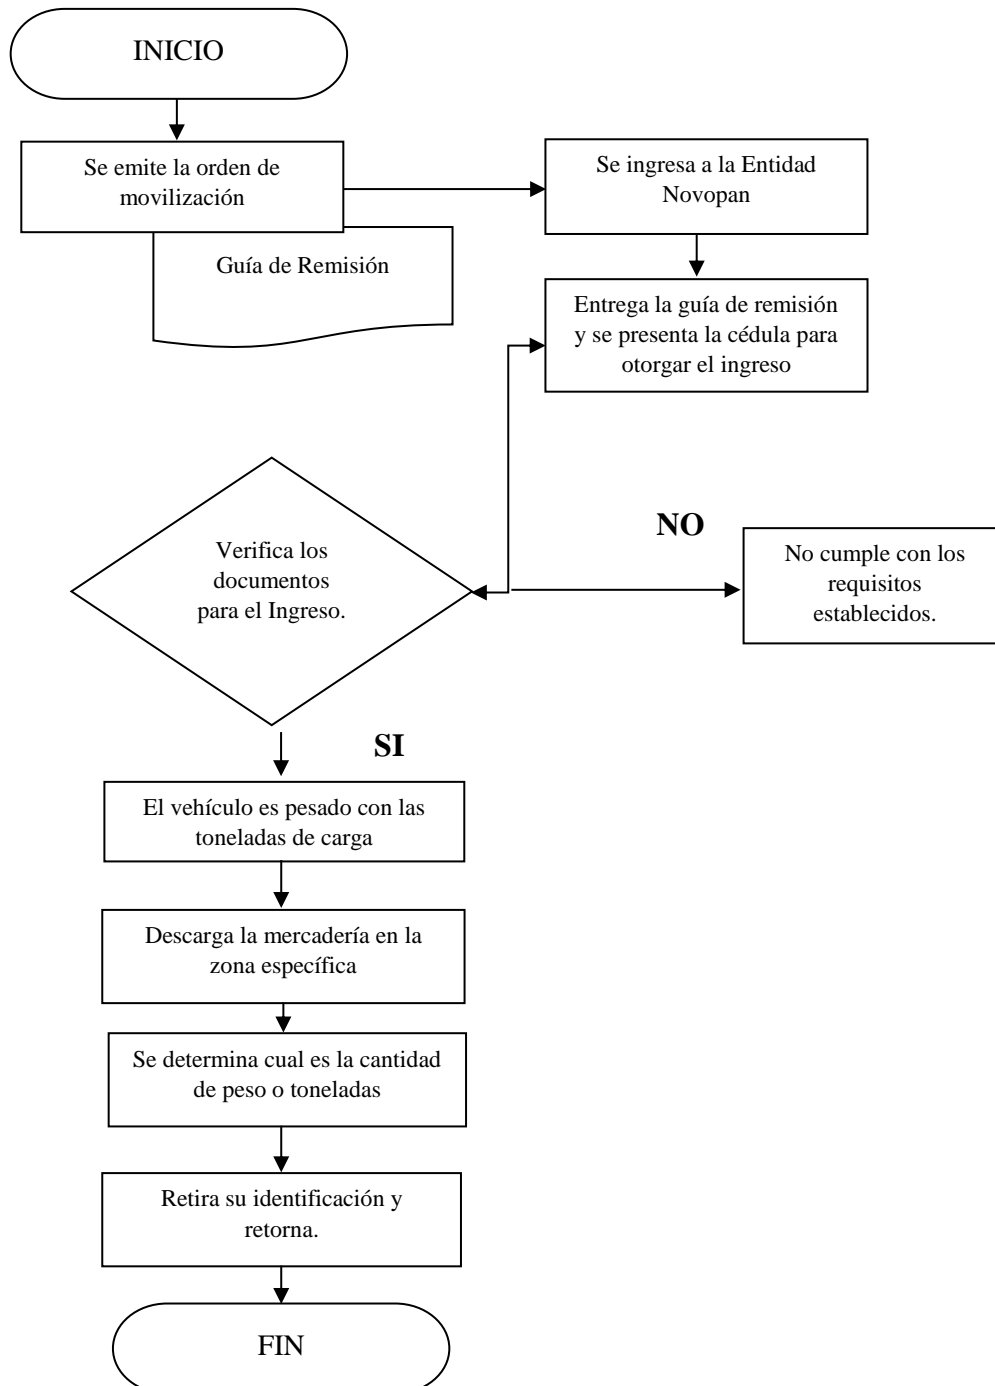 INICIO
Se emite la orden de
movilización
Guía de Remisión
Se ingresa a la Entidad
Novopan
Entrega la guía de remisión
y se presenta la cédula para
otorgar el ingreso
Verifica los
documentos
para el Ingreso.
NO
No cumple con los
requisitos
establecidos.
SI
El vehículo es pesado con las
toneladas de carga
Descarga la mercadería en la
zona específica
Se determina cual es la cantidad
de peso o toneladas
Retira su identificación y
retorna.
FIN